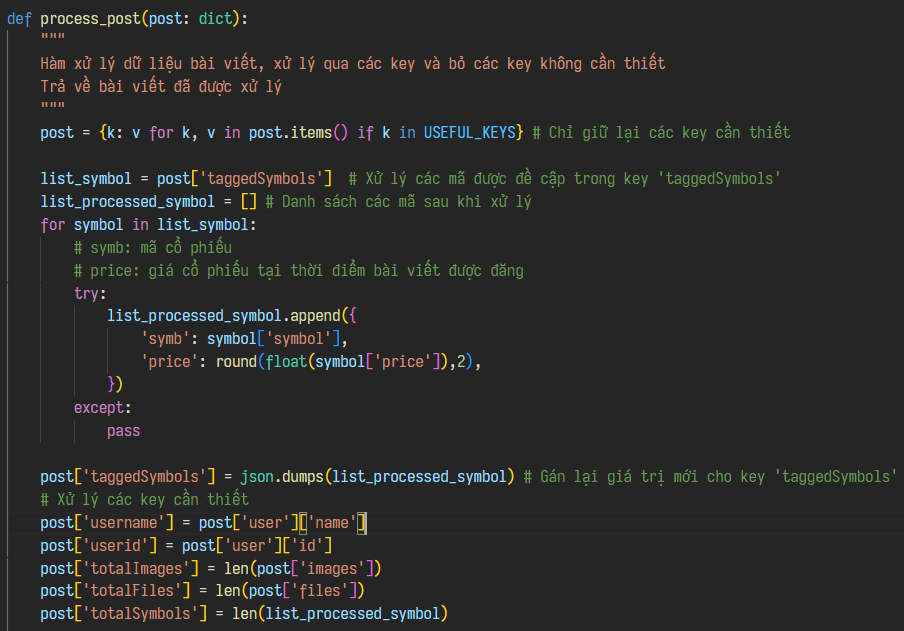 def process_post(post: dict):
    """
    Hàm xử lý dữ liệu bài viết, xử lý qua các key và bỏ các key không cần thiết
    Trả về bài viết đã được xử lý
    """
    post = {k: v for k, v in post.items() if k in USEFUL_KEYS} # Chỉ giữ lại các key cần thiết

    list_symbol = post['taggedSymbols']  # Xử lý các mã được đề cập trong key 'taggedSymbols'
    list_processed_symbol = [] # Danh sách các mã sau khi xử lý
    for symbol in list_symbol:
        # symb: mã cổ phiếu
        # price: giá cổ phiếu tại thời điểm bài viết được đăng
        try:
            list_processed_symbol.append({
                'symb': symbol['symbol'],
                'price': round(float(symbol['price']),2),
            })
        except:
            pass

    post['taggedSymbols'] = json.dumps(list_processed_symbol) # Gán lại giá trị mới cho key 'taggedSymbols'
    # Xử lý các key cần thiết
    post['username'] = post['user']['name']
    post['userid'] = post['user']['id']
    post['totalImages'] = len(post['images'])
    post['totalFiles'] = len(post['files'])
    post['totalSymbols'] = len(list_processed_symbol)